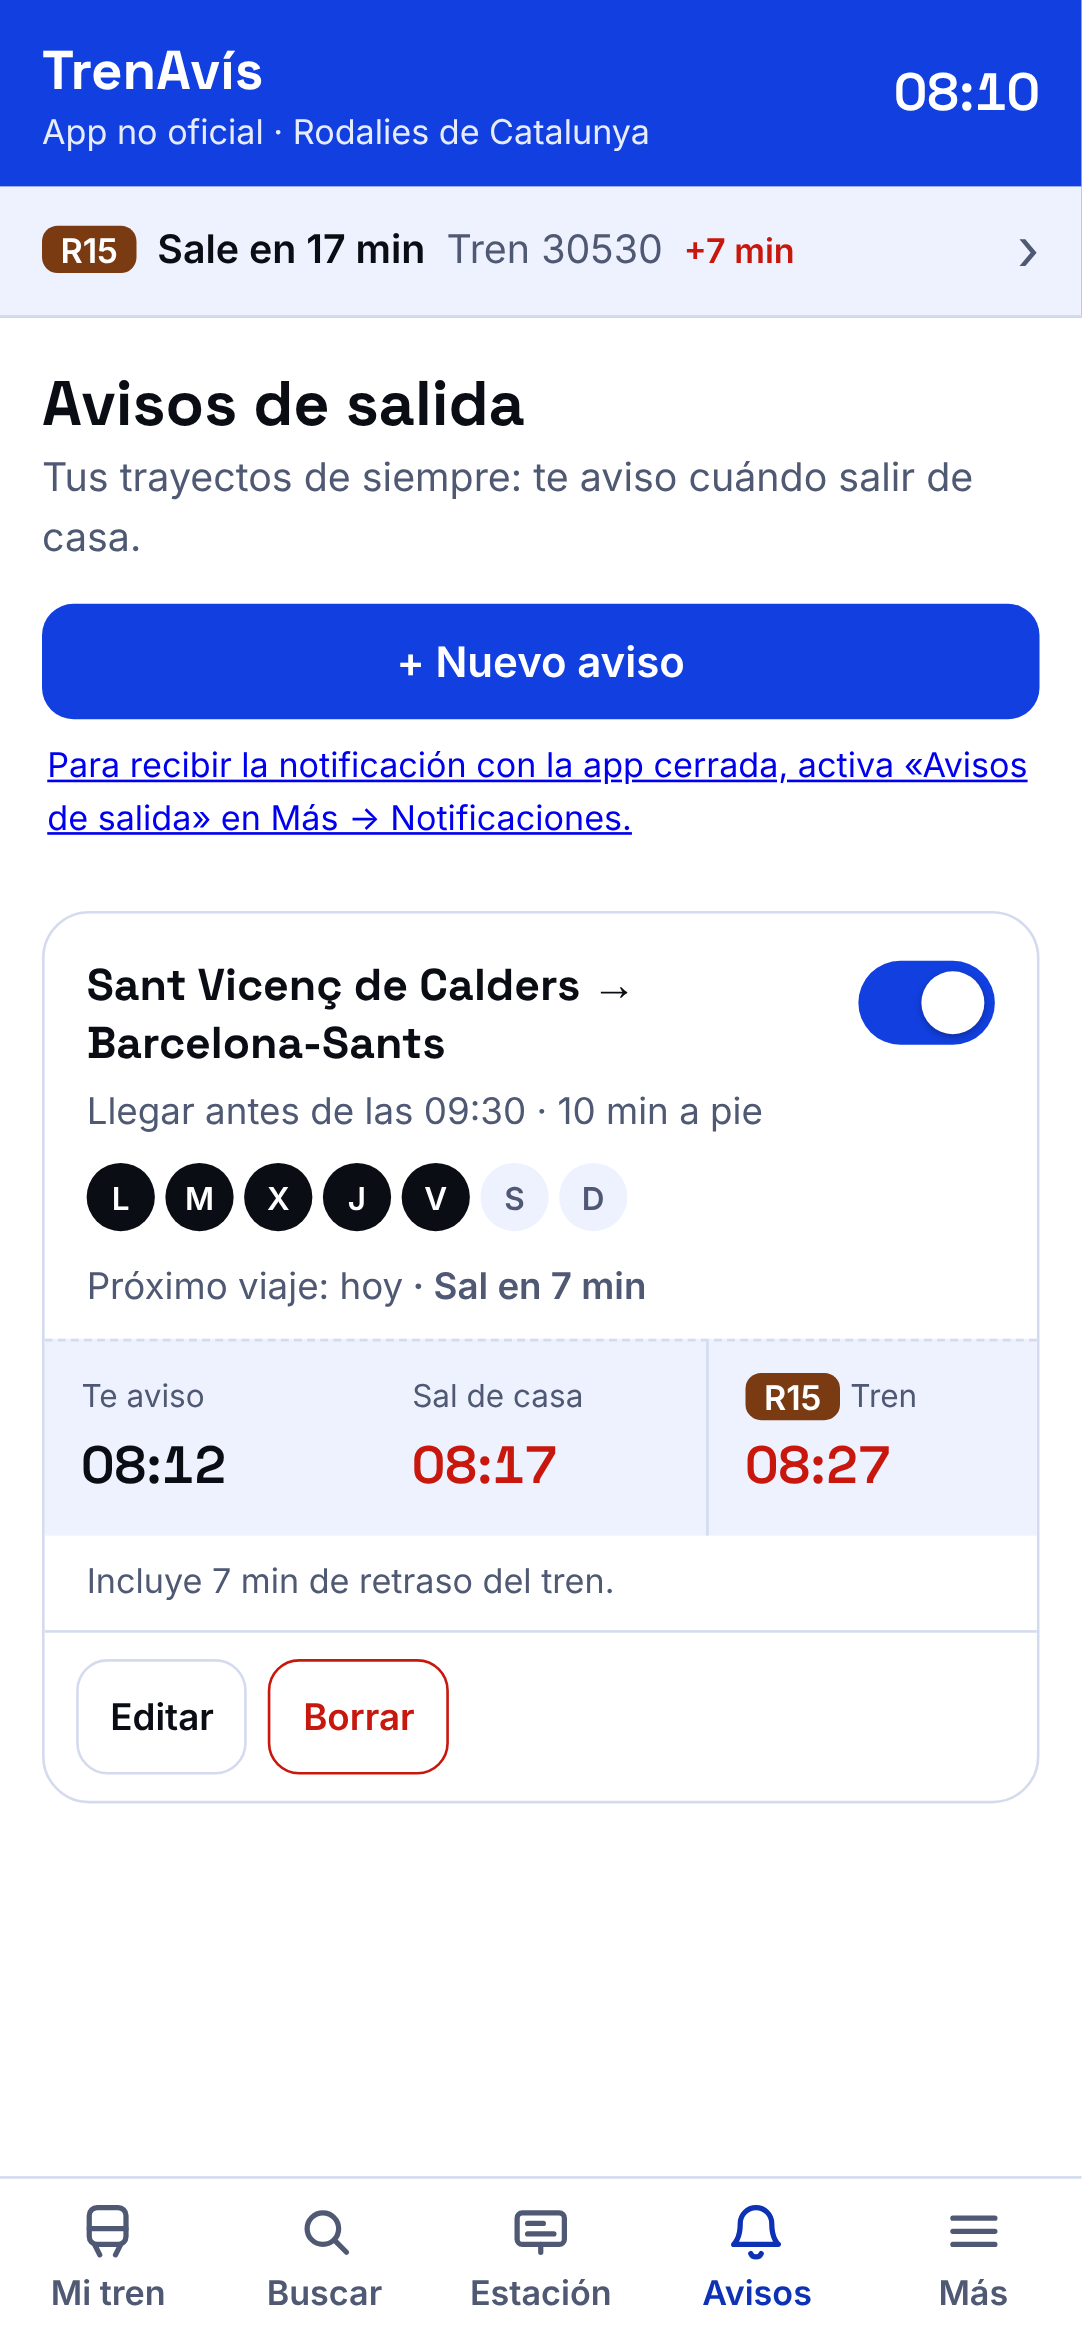 TrenAvís
App no oficial · Rodalies de Catalunya
08:10
R15 Sale en 17 min Tren 30530 +7 min ›
Avisos de salida
Tus trayectos de siempre: te aviso cuándo salir de
casa.
+ Nuevo aviso
Para recibir la notificación con la app cerrada, activa «Avisos
de salida» en Más → Notificaciones.
Sant Vicenç de Calders →
Barcelona-Sants
Llegar antes de las 09:30 · 10 min a pie
L M X J V S D
Próximo viaje: hoy · Sal en 7 min
Te aviso Sal de casa R15 Tren
08:12 08:17 08:27
Incluye 7 min de retraso del tren.
Editar Borrar
Mi tren Buscar Estación Avisos Más